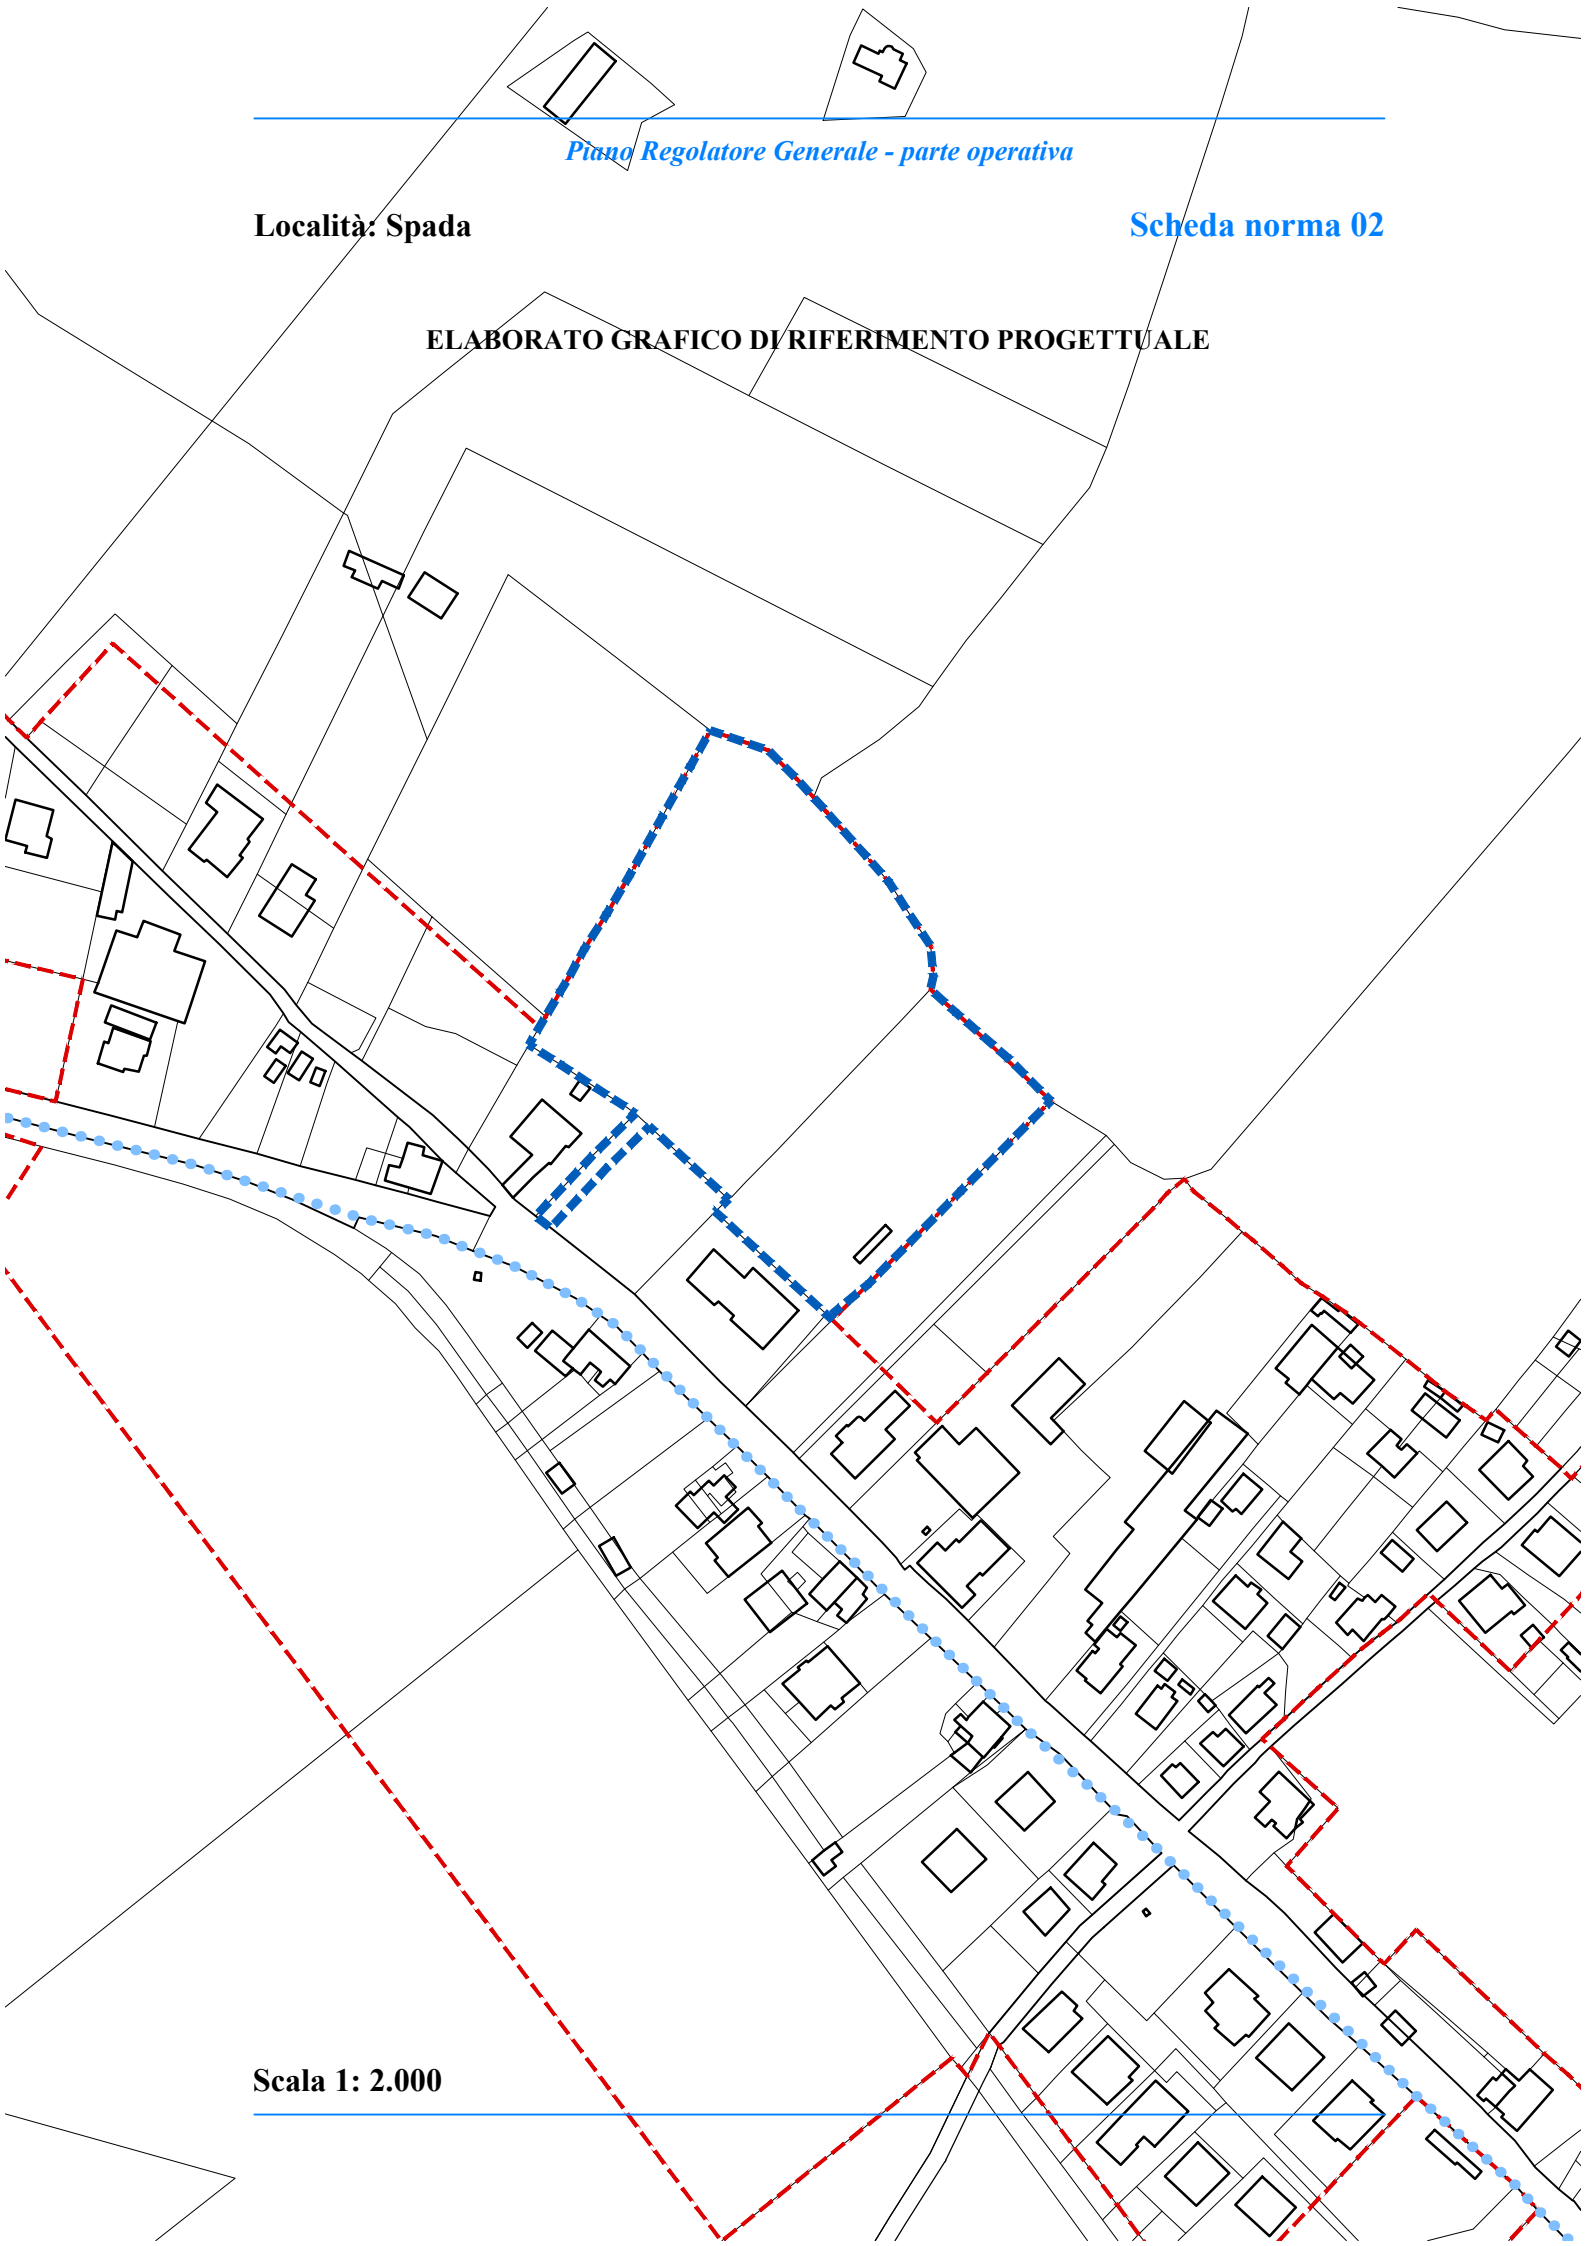 Piano Regolatore Generale - parte operativa
Località: Spada
Scheda norma 02
ELABORATO GRAFICO DI RIFERIMENTO PROGETTUALE
Scala 1: 2.000